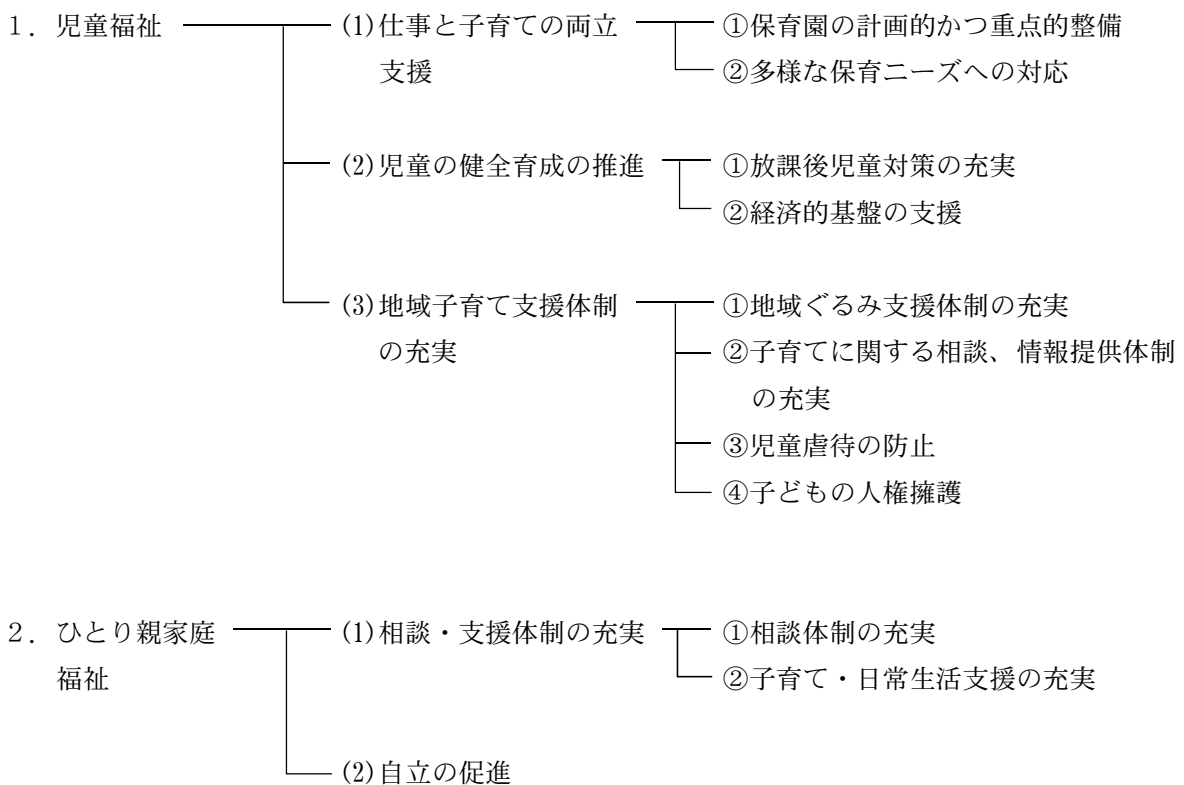 １．児童福祉 (1)仕事と子育ての両立 ①保育園の計画的かつ重点的整備
支援 ②多様な保育ニーズへの対応
(2)児童の健全育成の推進 ①放課後児童対策の充実
②経済的基盤の支援
(3)地域子育て支援体制 ①地域ぐるみ支援体制の充実
の充実 ②子育てに関する相談、情報提供体制
の充実
③児童虐待の防止
④子どもの人権擁護
２．ひとり親家庭 (1)相談・支援体制の充実 ①相談体制の充実
福祉 ②子育て・日常生活支援の充実
(2)自立の促進